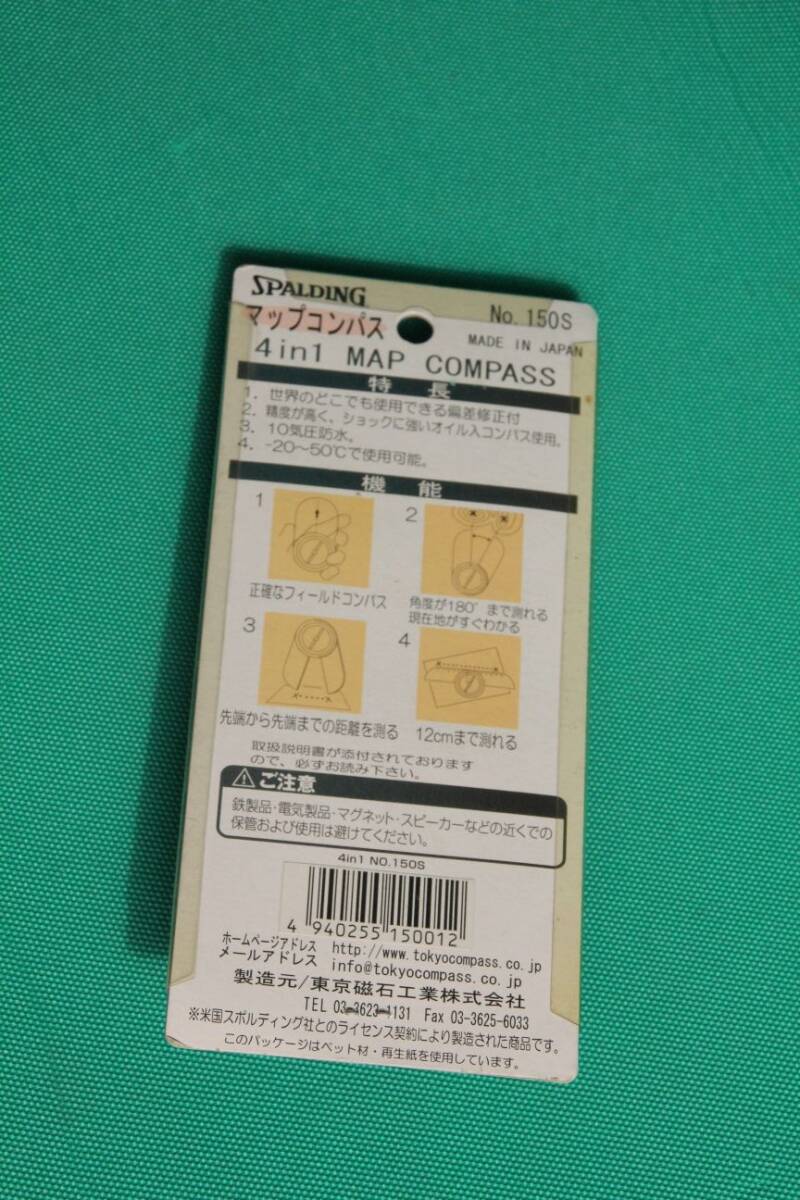 SPALDING
No. 150S
マップコンパス
MADE IN JAPAN
4in1 MAP COMPASS
特長
1. 世界のどこでも使用できる偏差修正付
2. 精度が高く、ショックに強いオイル入コンパス使用。
3. 10気圧防水。
4. -20〜50℃で使用可能。
機能
1
2
正確なフィールドコンパス
角度が180°まで測れる
現在地がすぐわかる
3
4
先端から先端までの距離を測る
12cmまで測れる
取扱説明書が添付されております
ので、必ずお読み下さい。
ご注意
鉄製品・電気製品・マグネット・スピーカーなどの近くでの
保管および使用は避けてください。
4in1 NO.150S
4 940255 150012
ホームページアドレス http://www.tokyocompass.co.jp
メールアドレス info@tokyocompass.co.jp
製造元/東京磁石工業株式会社
TEL 03-3623-1131 Fax 03-3625-6033
※米国スポルディング社とのライセンス契約により製造された商品です。
このパッケージはペット材・再生紙を使用しています。